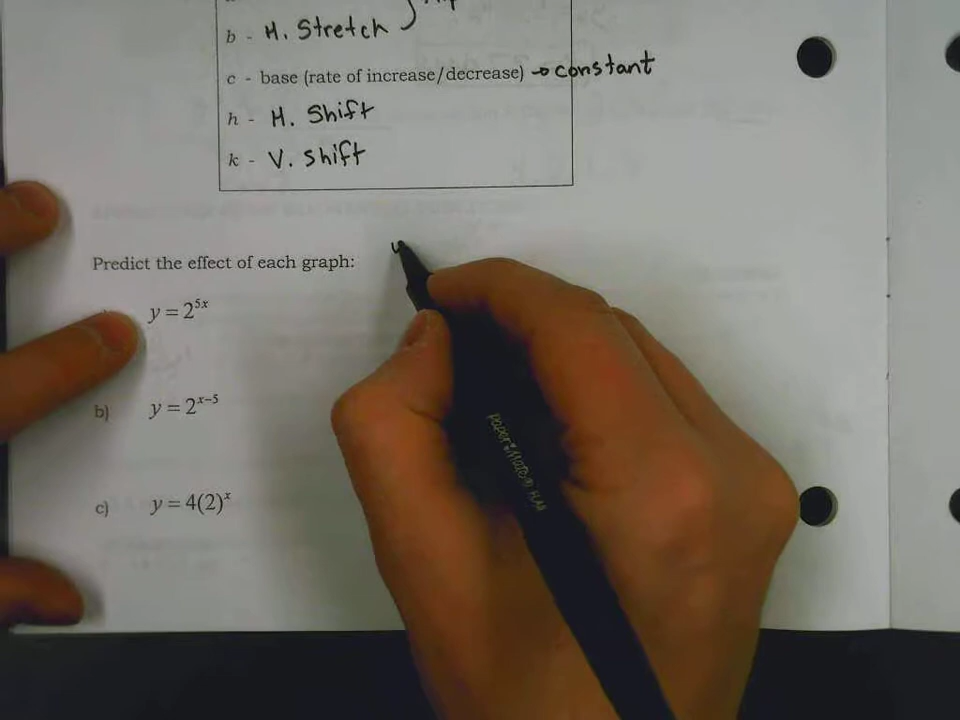 b - H. Stretch
c - base (rate of increase/decrease) → constant
h - H. Shift
k - V. Shift
Predict the effect of each graph:
y = 2^{5x}
b) y = 2^{x-5}
c) y = 4(2)^x